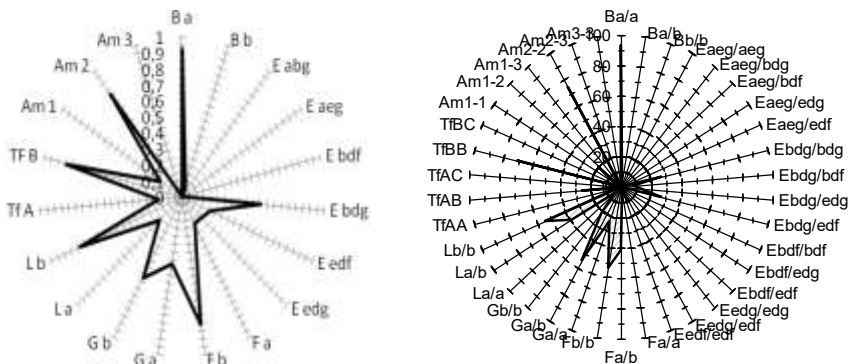 Ba
Bb
Eabg
Eaeg
Ebdf
Ebdg
Eedf
Eedg
Fa
Fb
Ga
Gb
La
Lb
TfA
TFB
Am1
Am2
Am3
1
0.9
0.8
0.7
0.6
0.5
0.4
0.3
Ba/a
Ba/b
Bb/b
Eaeg/aeg
Eaeg/bdg
Eaeg/bdf
Eaeg/edg
Eaeg/edf
Ebdg/bdg
Ebdg/bdf
Ebdg/edg
Ebdg/edf
Ebdf/bdf
Ebdf/edg
Ebdf/edf
Eedg/edg
Eedg/edf
Eedf/edf
Fa/a
Fa/b
Fb/b
Ga/a
Ga/b
Gb/b
La/a
La/b
Lb/b
TfAA
TfAB
TfAC
TfBB
TfBC
Am1-1
Am1-2
Am1-3
Am2-2
Am2-3
Am3-3
100
80
60
40
20